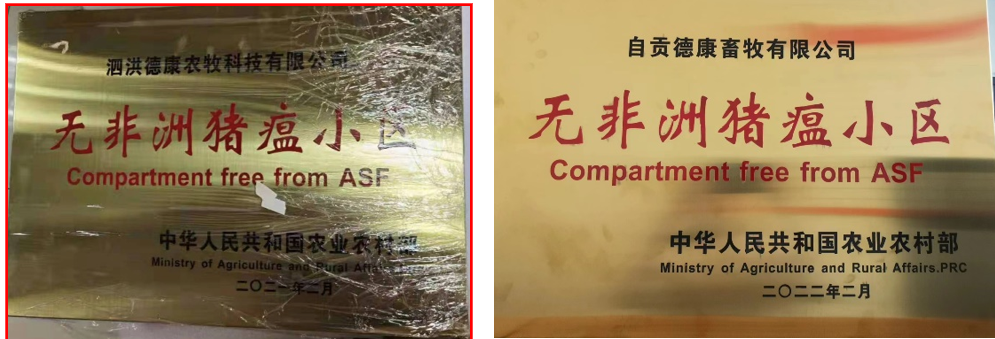 泗洪德康农牧科技有限公司
无非洲猪瘟小区
Compartment free from ASF
中华人民共和国农业农村部
Ministry of Agriculture and Rural Affairs
二〇二一年二月
自贡德康畜牧有限公司
无非洲猪瘟小区
Compartment free from ASF
中华人民共和国农业农村部
Ministry of Agriculture and Rural Affairs.PRC
二〇二二年二月